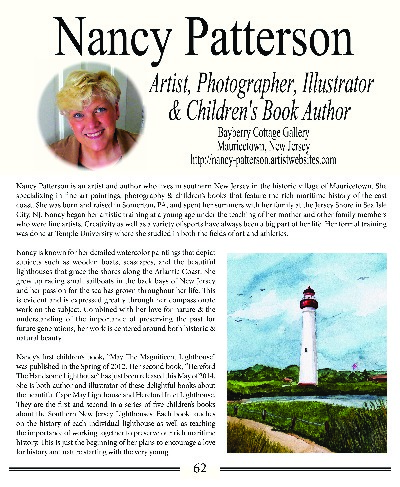 Nancy Patterson
Artist, Photographer, Illustrator
& Children's Book Author
Bayberry Cottage Gallery
Mauricetown, New Jersey
http://nancy-patterson.artistwebsites.com
Nancy Patterson is an artist and author who lives in southern New Jersey in the historic village of Mauricetown. She
specializing in fine art paintings, photography & children's books that feature the rich maritime history of the east
coast. She was born and raised in Somerton, PA, and spent her summers with her family at the Jersey Shore in Sea Isle
City, NJ. Nancy began her artistic training at a young age under the teaching of her mother and other family members
who were fine artists. Creativity as well as a variety of sports have always been a big part of her life. Her formal training
was done at Temple University where she studied in both the fields of art and athletics.
Nancy is known for her detailed watercolor paintings that depict
subjects such as wooden boats, seascapes, and the beautiful
lighthouses that grace the shores along the Atlantic Coast. She
grew up racing small sailboats in the back bays of New Jersey
and her passion for the sea has grown throughout her life. This
is evident and is expressed greatly through her compassionate
work on the subject. Combined with her love for nature & the
understanding of the importance of preserving the past for
future generations, her work is centered around both historic &
natural beauty.
Nancy's first children's book, "May The Magnificent Lighthouse"
was published in the Spring of 2012. Her second book, "Hereford
The Handsome Lighthouse" has just been released this May of 2014.
She is both author and illustrator of these delightful books about
the beautiful Cape May Lighthouse and Hereford Inlet Lighthouse.
They are the first and second in a series of five children's books
about the Southern New Jersey Lighthouses. Each book touches
on the history of each individual lighthouse as well as teaching
the importance of working together to preserve our rich maritime
history. This is just the beginning of her plans to encourage a love
for history and nature starting with the very young.
62